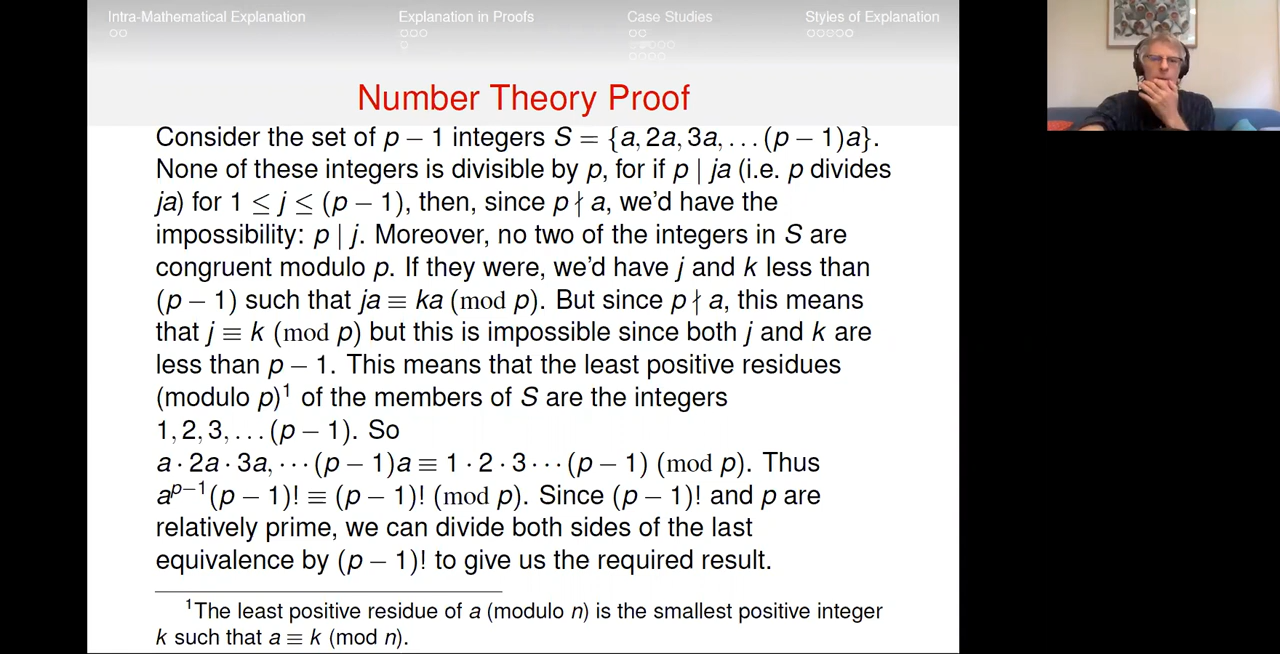 Intra-Mathematical Explanation Explanation in Proofs Case Studies Styles of Explanation
Number Theory Proof
Consider the set of p − 1 integers S = {a, 2a, 3a, . . . (p − 1)a}.
None of these integers is divisible by p, for if p | ja (i.e. p divides
ja) for 1 ≤ j ≤ (p − 1), then, since p ∤ a, we'd have the
impossibility: p | j. Moreover, no two of the integers in S are
congruent modulo p. If they were, we'd have j and k less than
(p − 1) such that ja ≡ ka (mod p). But since p ∤ a, this means
that j ≡ k (mod p) but this is impossible since both j and k are
less than p − 1. This means that the least positive residues
(modulo p)¹ of the members of S are the integers
1, 2, 3, . . . (p − 1). So
a · 2a · 3a, · · · (p − 1)a ≡ 1 · 2 · 3 · · · (p − 1) (mod p). Thus
aᵖ⁻¹(p − 1)! ≡ (p − 1)! (mod p). Since (p − 1)! and p are
relatively prime, we can divide both sides of the last
equivalence by (p − 1)! to give us the required result.
¹The least positive residue of a (modulo n) is the smallest positive integer
k such that a ≡ k (mod n).